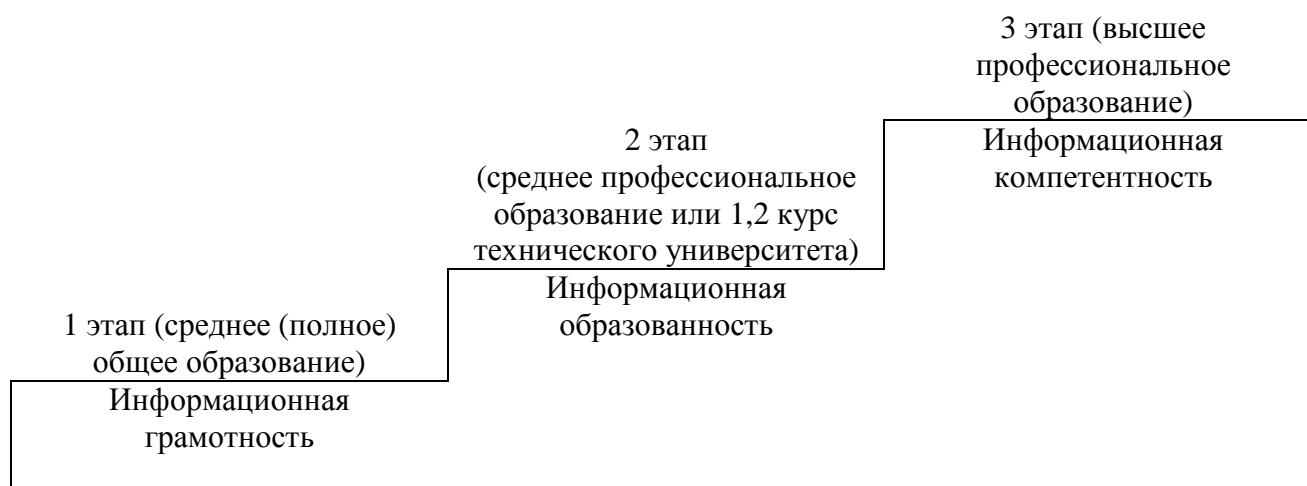 3 этап (высшее
профессиональное
образование)
Информационная
компетентность
2 этап
(среднее профессиональное
образование или 1,2 курс
технического университета)
Информационная
образованность
1 этап (среднее (полное)
общее образование)
Информационная
грамотность